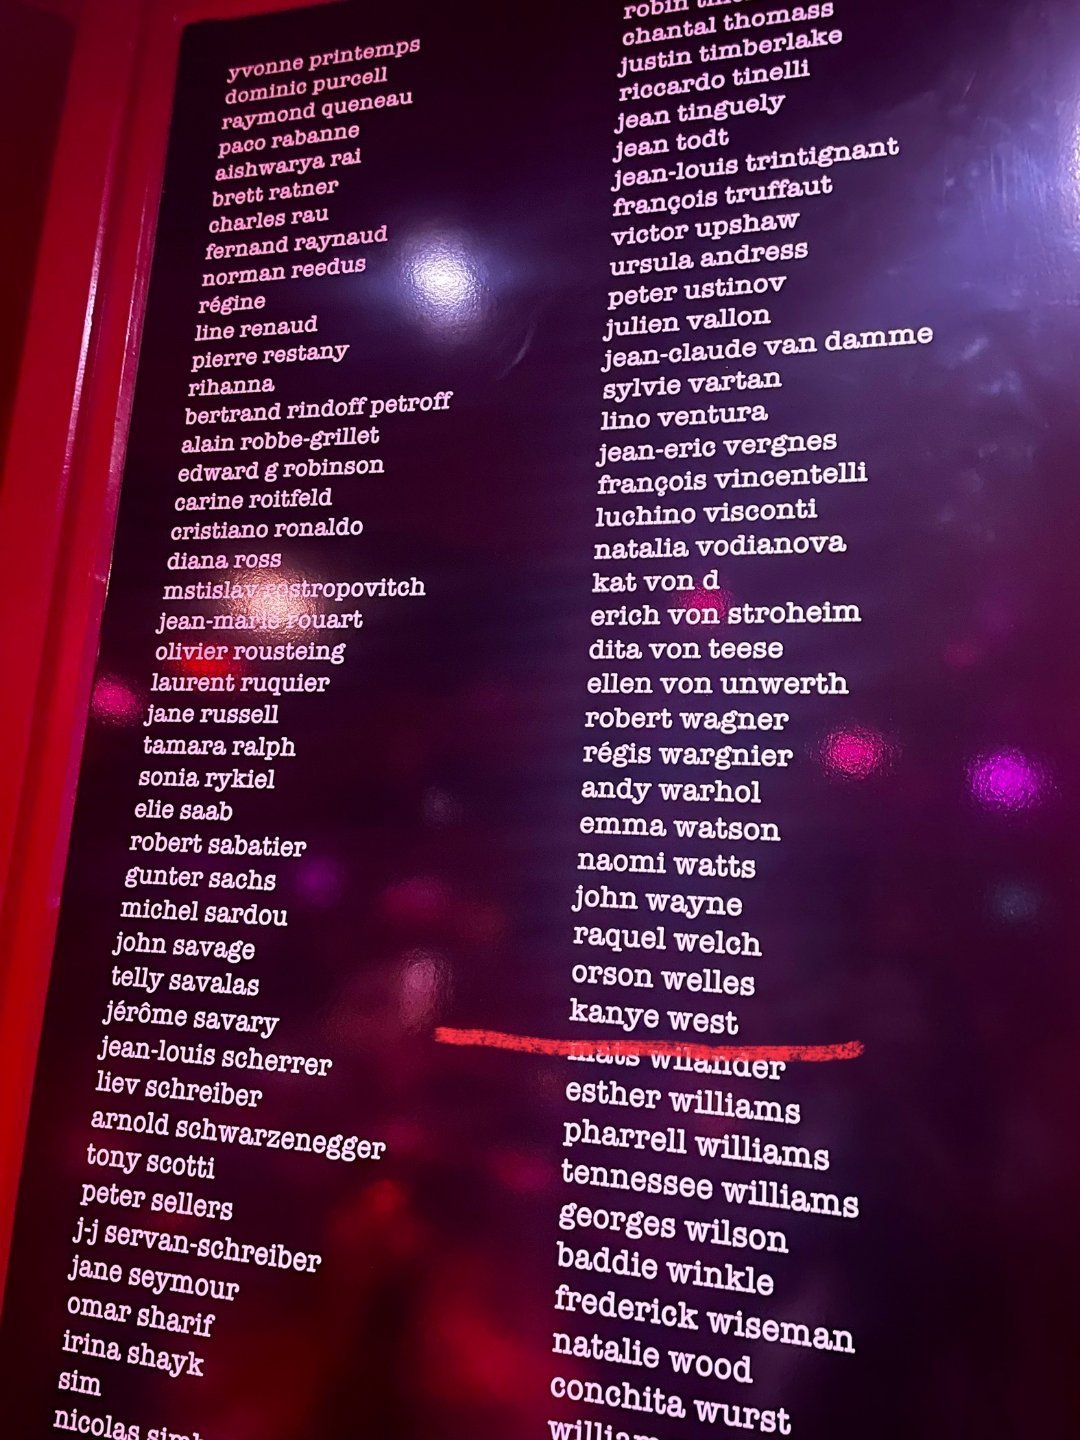 yvonne printemps
dominic purcell
raymond queneau
paco rabanne
aishwarya rai
brett ratner
charles rau
fernand raynaud
norman reedus
régine
line renaud
pierre restany
rihanna
bertrand rindoff petroff
alain robbe-grillet
edward g robinson
carine roitfeld
cristiano ronaldo
diana ross
mstislav rostropovitch
jean-marie rouart
olivier rousteing
laurent ruquier
jane russell
tamara ralph
sonia rykiel
elie saab
robert sabatier
gunter sachs
michel sardou
john savage
telly savalas
jérôme savary
jean-louis scherrer
liev schreiber
arnold schwarzenegger
tony scotti
peter sellers
j-j servan-schreiber
jane seymour
omar sharif
irina shayk
sim
nicolas
robin
chantal thomass
justin timberlake
riccardo tinelli
jean tinguely
jean todt
jean-louis trintignant
françois truffaut
victor upshaw
ursula andress
peter ustinov
julien vallon
jean-claude van damme
sylvie vartan
lino ventura
jean-eric vergnes
françois vincentelli
luchino visconti
natalia vodianova
kat von d
erich von stroheim
dita von teese
ellen von unwerth
robert wagner
régis wargnier
andy warhol
emma watson
naomi watts
john wayne
raquel welch
orson welles
kanye west
mats wilander
esther williams
pharrell williams
tennessee williams
georges wilson
baddie winkle
frederick wiseman
natalie wood
conchita wurst